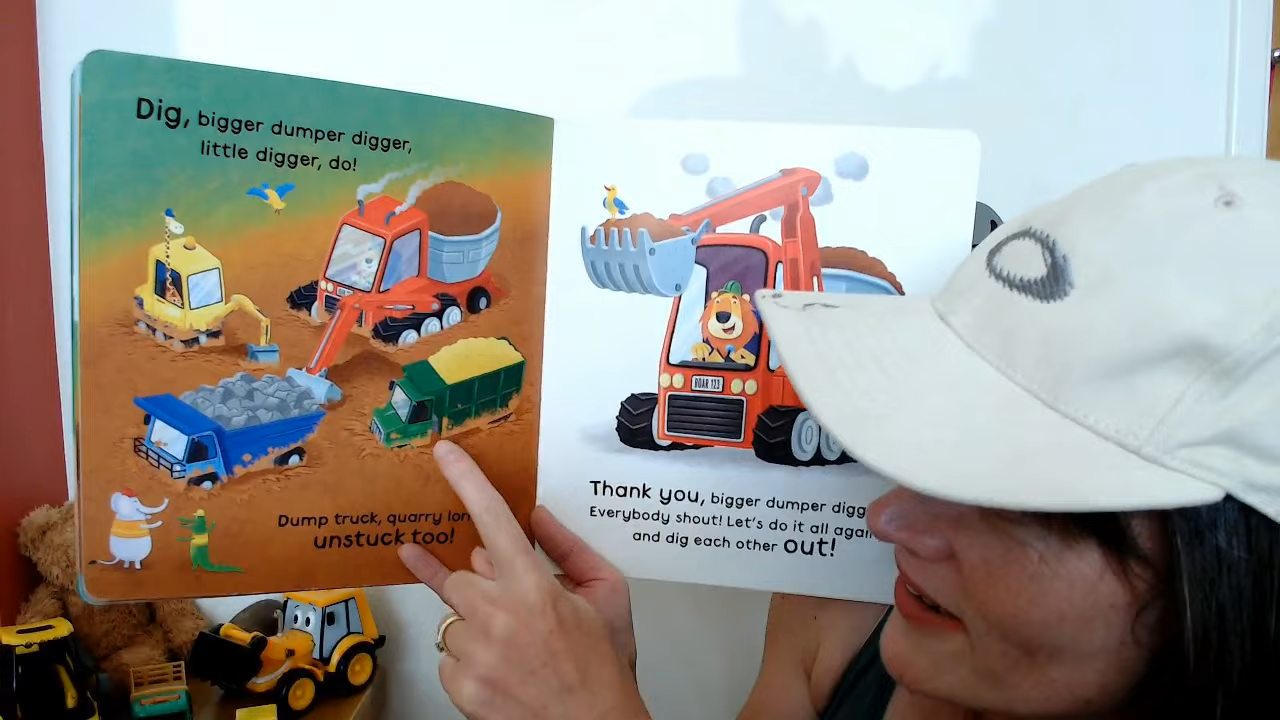 Dig, bigger dumper digger,
little digger, do!
Dump truck, quarry
unstuck too!
ROAR 123
Thank you, bigger dumper
Everybody shout! Let's do it all
and dig each other out!